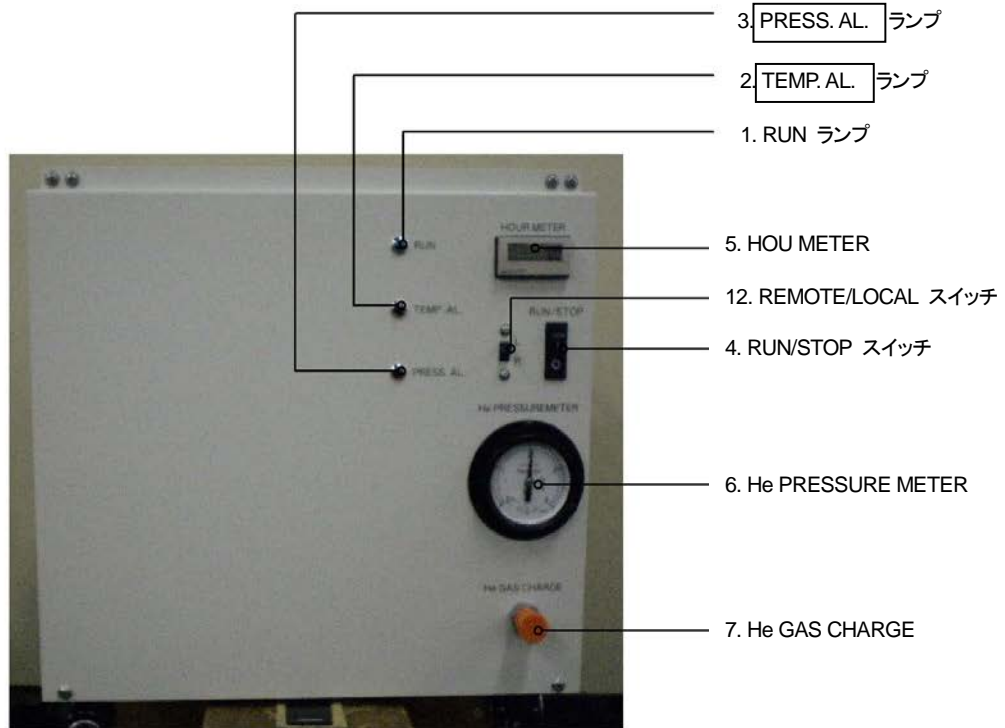 3. PRESS. AL. ランプ
2. TEMP. AL. ランプ
1. RUN ランプ
HOUR METER
RUN
5. HOU METER
12. REMOTE/LOCAL スイッチ
TEMP. AL.
RUN/STOP
R
4. RUN/STOP スイッチ
PRESS. AL.
He PRESSUREMETER
6. He PRESSURE METER
He GAS CHARGE
7. He GAS CHARGE